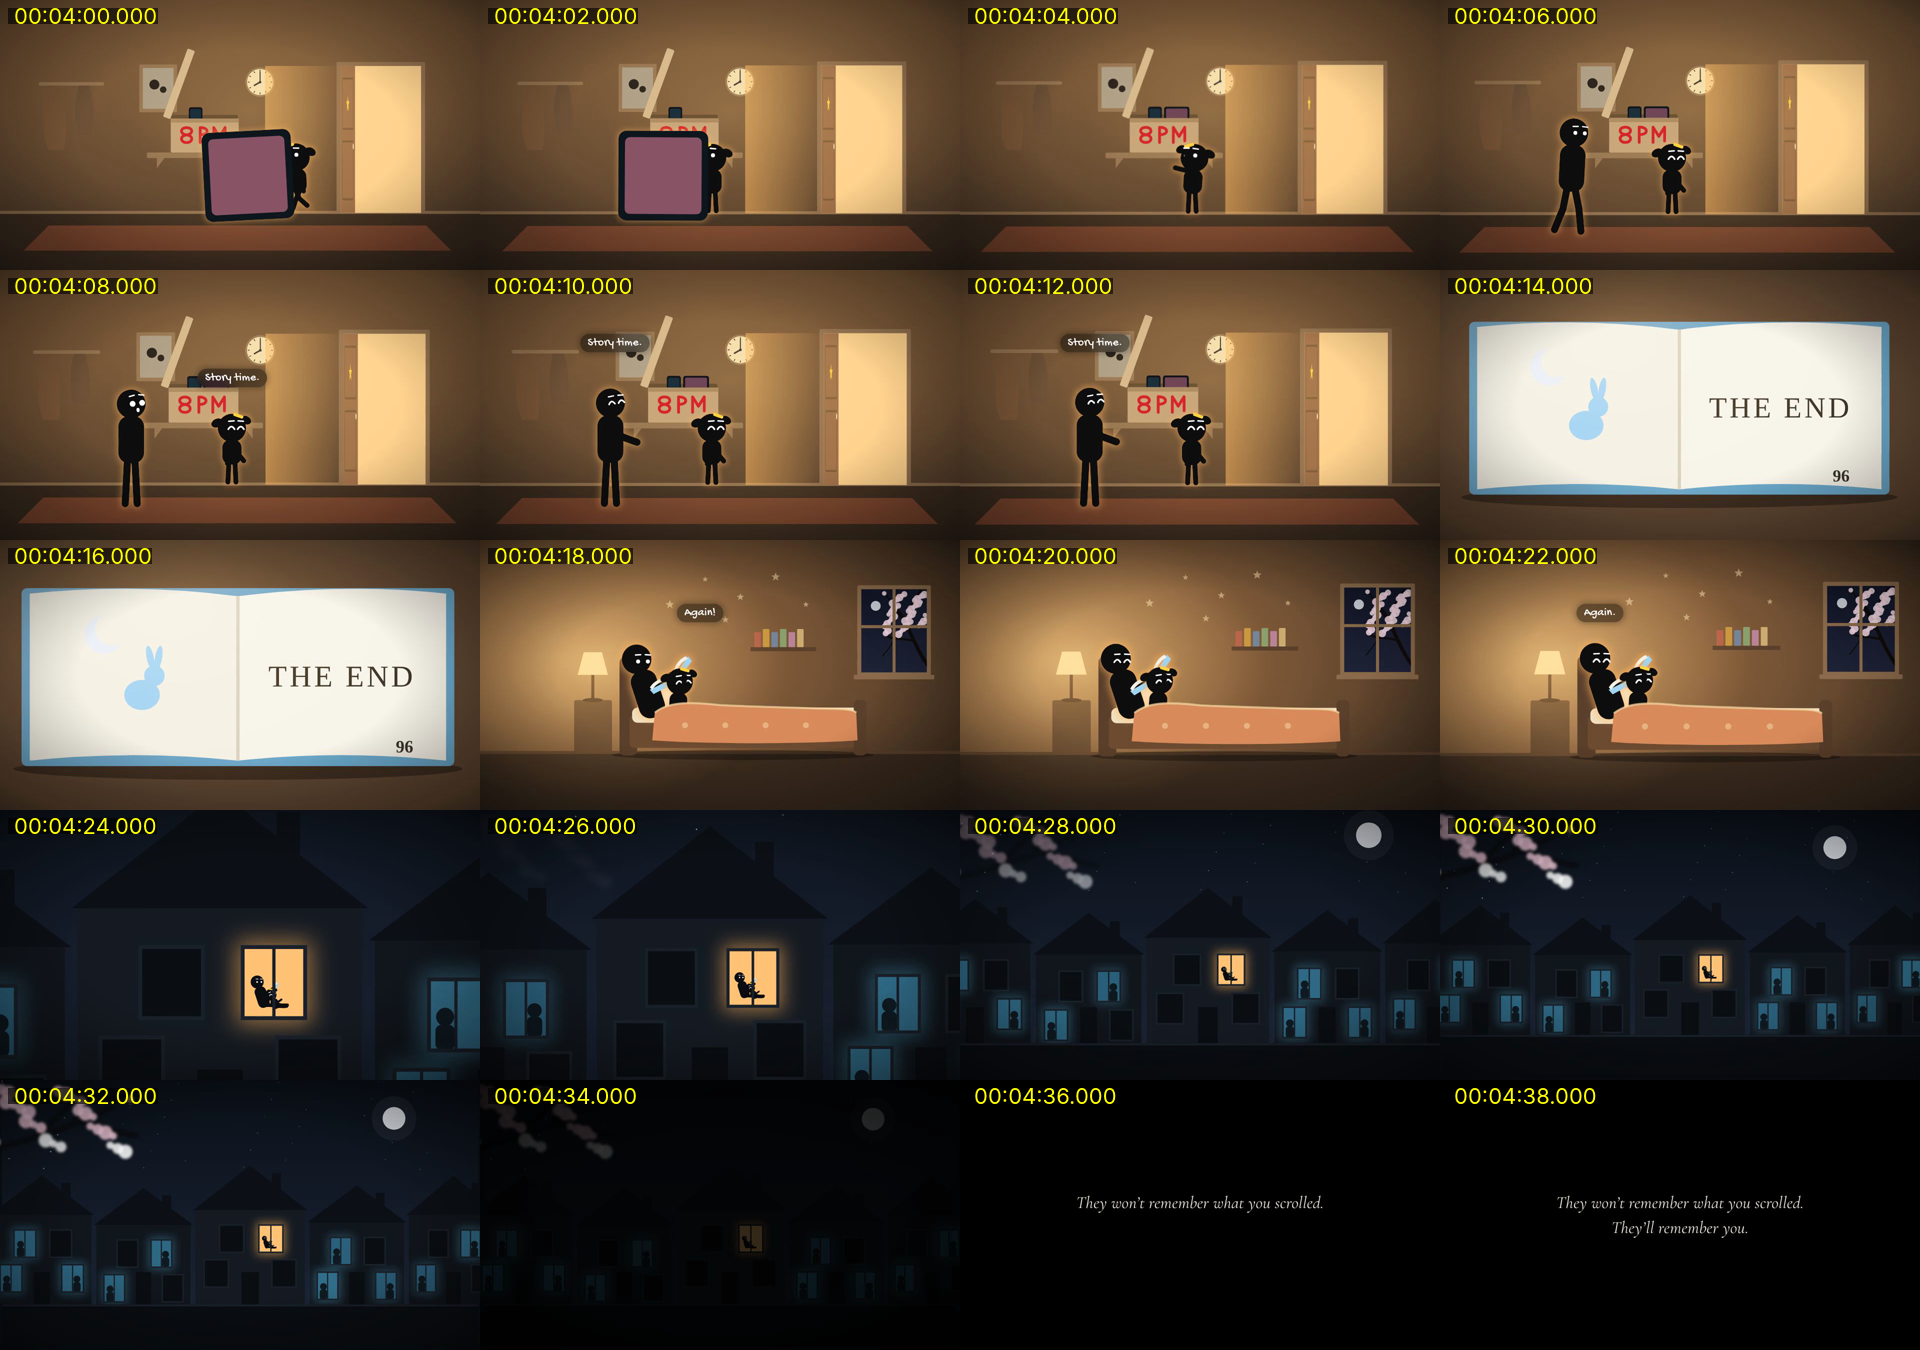 00:04:00.000
00:04:02.000
00:04:04.000
00:04:06.000
8PM
8PM
8PM
8PM
00:04:08.000
00:04:10.000
00:04:12.000
00:04:14.000
Story time.
Story time.
Story time.
8PM
8PM
8PM
THE END
96
00:04:16.000
00:04:18.000
00:04:20.000
00:04:22.000
THE END
96
Again!
Again.
00:04:24.000
00:04:26.000
00:04:28.000
00:04:30.000
00:04:32.000
00:04:34.000
00:04:36.000
00:04:38.000
They won't remember what you scrolled.
They won't remember what you scrolled.
They'll remember you.